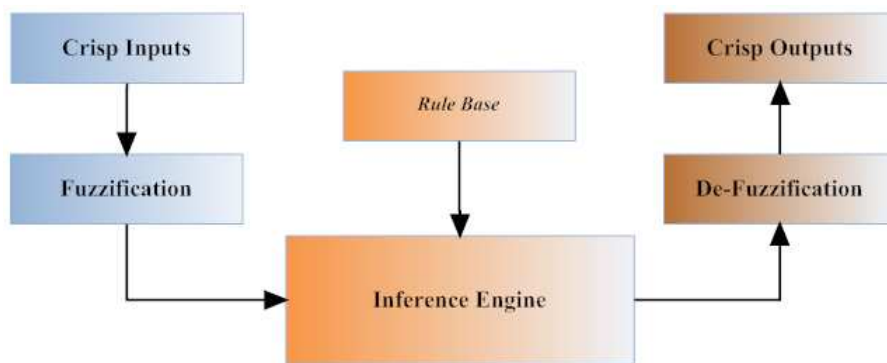 Crisp Inputs
Crisp Outputs
Rule Base
Fuzzification
De-Fuzzification
Inference Engine